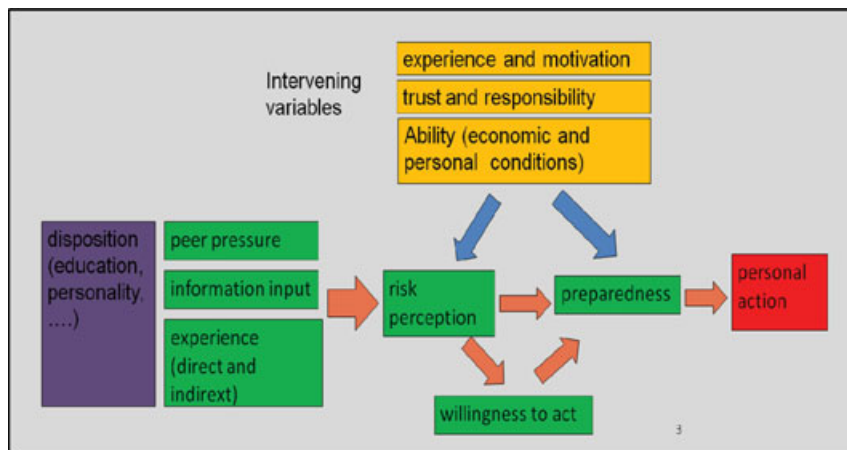 Intervening
variables
experience and motivation
trust and responsibility
Ability (economic and
personal conditions)
disposition
(education,
personality,
....)
peer pressure
information input
experience
(direct and
indirext)
risk
perception
preparedness
personal
action
willingness to act
3